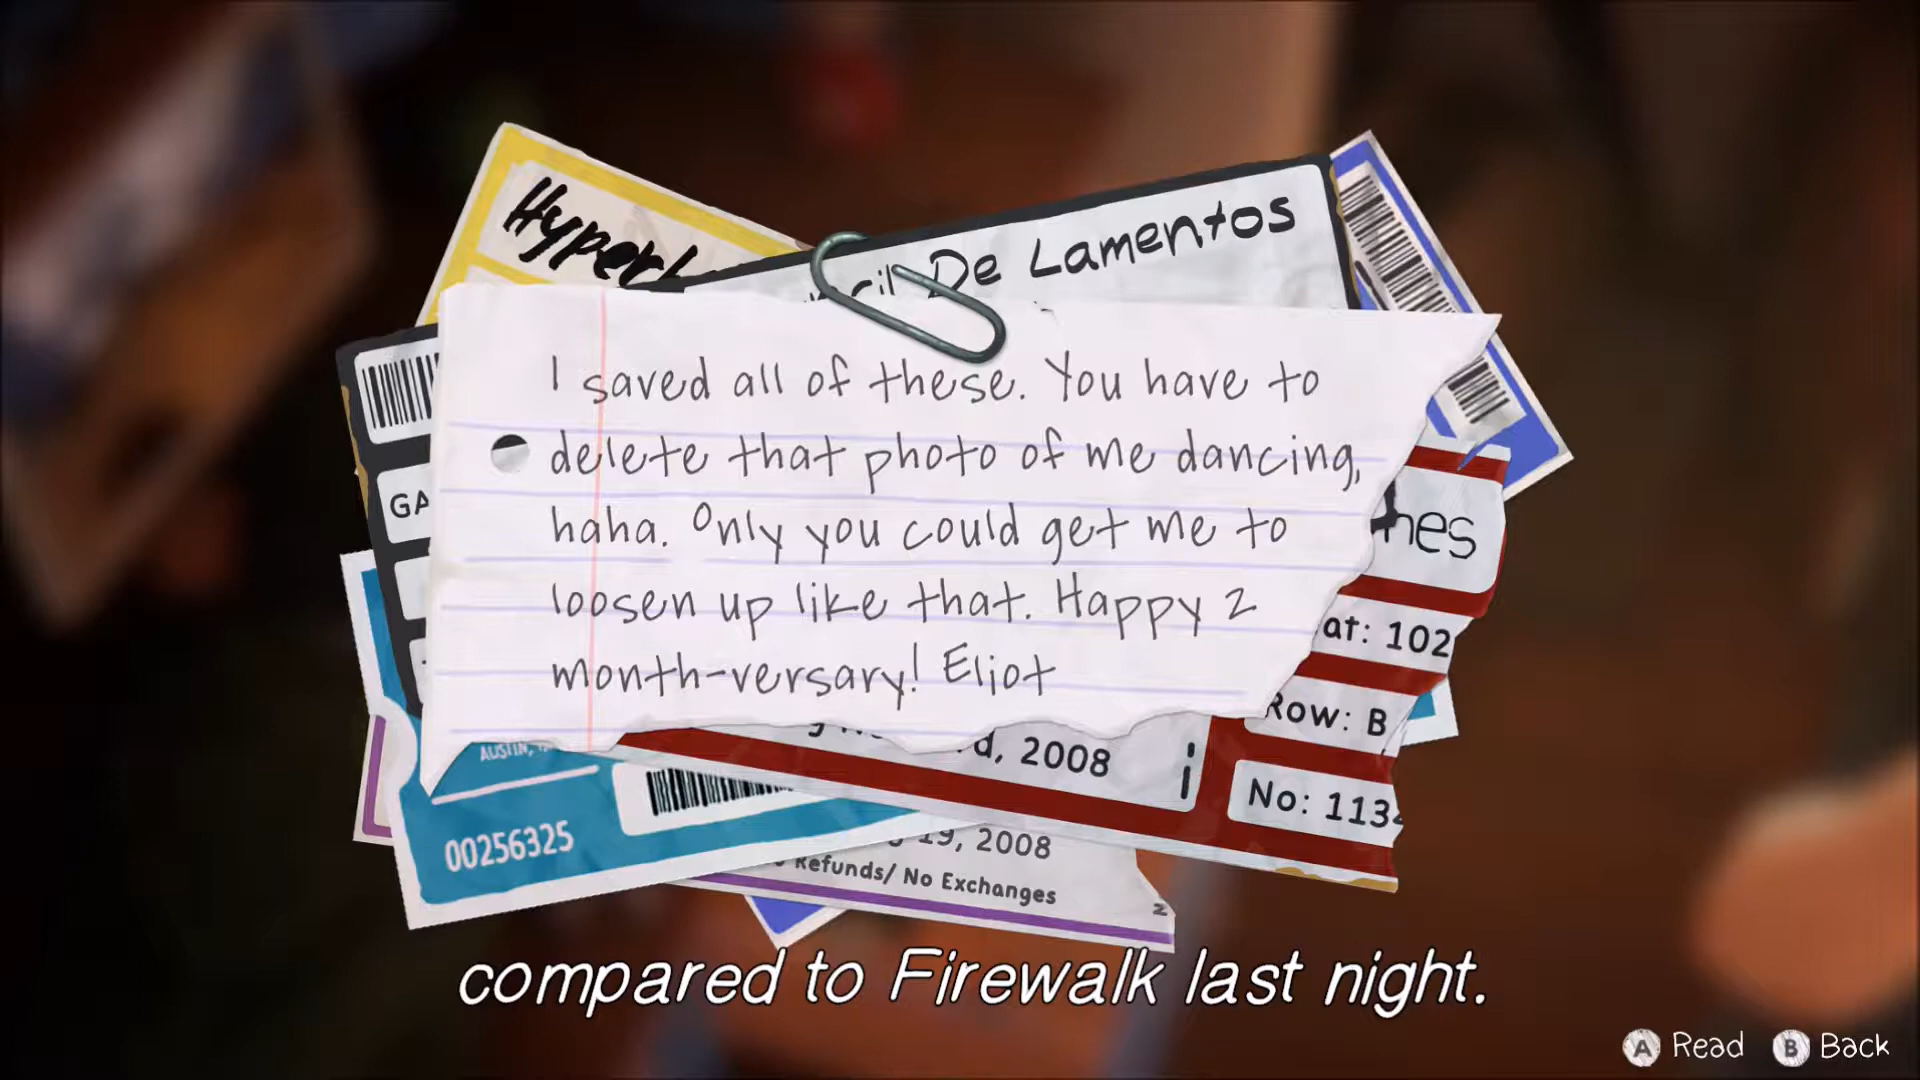 De Lamentos
I saved all of these. You have to
delete that photo of me dancing,
haha. Only you could get me to
loosen up like that. Happy 2
month-versary! Eliot
GA
hes
at: 102
Row: B
d, 2008
No: 113
AUSTIN,
00256325
19, 2008
Refunds/ No Exchanges
compared to Firewalk last night.
A Read B Back